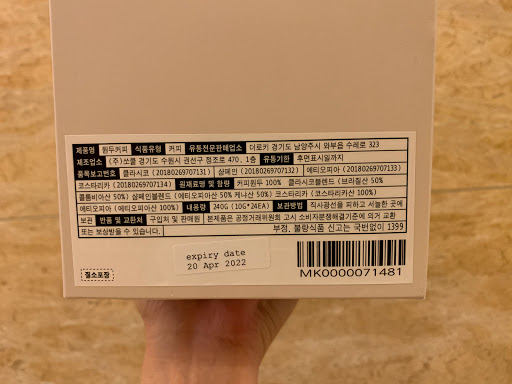 제품명 원두커피 식품유형 커피 유통전문판매업소 더로키 경기도 남양주시 와부읍 수레로 323
제조업소 (주)쏘쿨 경기도 수원시 권선구 정조로 470, 1층 유통기한 후면표시일까지
품목보고번호 클라시코 (20180269707131) 살페인 (20180269707132) 에티오피아 (20180269707133)
코스타리카 (20180269707134) 원재료명 및 함량 커피원두 100% 클라시코블렌드 (브라질산 50%
콜롬비아산 50%) 살페인블렌드 (에티오피아산 50% 케냐산 50%) 코스타리카 (코스타리카산 100%)
에티오피아 (에티오피아산 100%) 내용량 240G (10G*24EA) 보관방법 직사광선을 피하고 서늘한 곳에
보관 반품 및 교환처 구입처 및 판매원 본제품은 공정거래위원회 고시 소비자분쟁해결기준에 의거 교환
또는 보상받을 수 있습니다. 부정, 불량식품 신고는 국번없이 1399
expiry date
20 Apr 2022
MK0000071481
질소포장